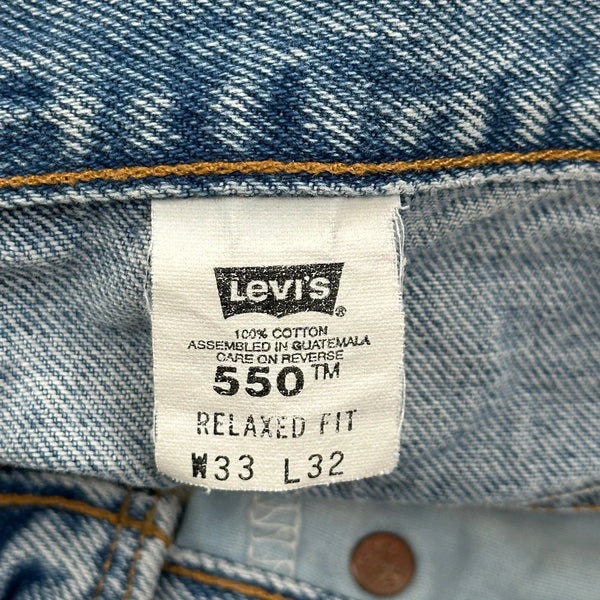 LEVI'S®
100% COTTON
ASSEMBLED IN GUATEMALA
CARE ON REVERSE
550™
RELAXED FIT
W33 L32